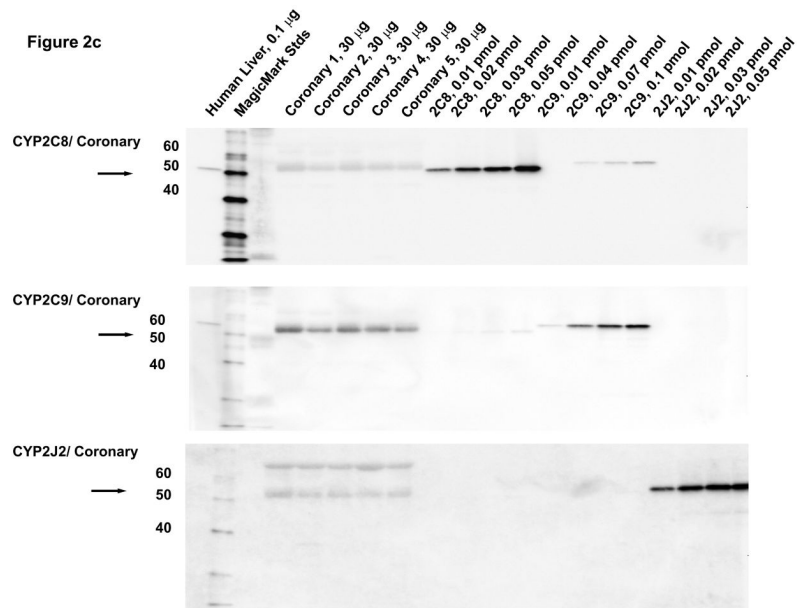 Figure 2c
Human Liver, 0.1 µg
MagicMark Stds
Coronary 1, 30 µg
Coronary 2, 30 µg
Coronary 3, 30 µg
Coronary 4, 30 µg
Coronary 5, 30 µg
2C8, 0.01 pmol
2C8, 0.02 pmol
2C8, 0.03 pmol
2C8, 0.05 pmol
2C9, 0.01 pmol
2C9, 0.04 pmol
2C9, 0.07 pmol
2C9, 0.1 pmol
2J2, 0.01 pmol
2J2, 0.02 pmol
2J2, 0.03 pmol
2J2, 0.05 pmol
CYP2C8/ Coronary
60
50
40
CYP2C9/ Coronary
60
50
40
CYP2J2/ Coronary
60
50
40